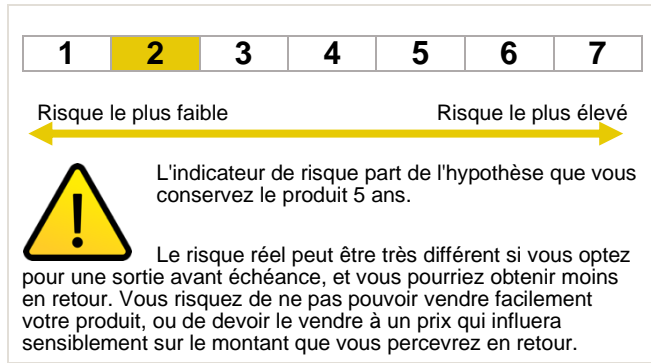 1 2 3 4 5 6 7
Risque le plus faible Risque le plus élevé
L'indicateur de risque part de l'hypothèse que vous
conservez le produit 5 ans.
Le risque réel peut être très différent si vous optez
pour une sortie avant échéance, et vous pourriez obtenir moins
en retour. Vous risquez de ne pas pouvoir vendre facilement
votre produit, ou de devoir le vendre à un prix qui influera
sensiblement sur le montant que vous percevrez en retour.